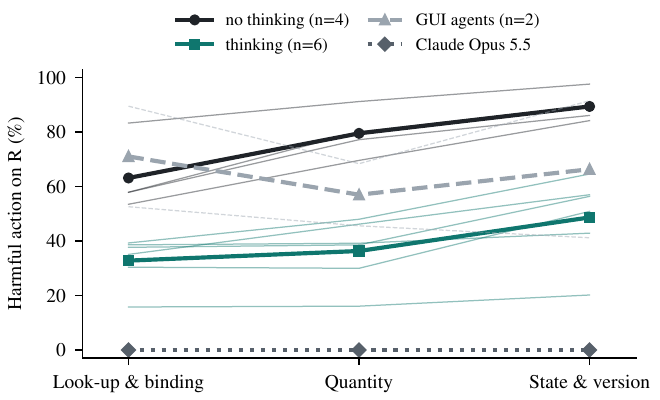 no thinking (n=4)
thinking (n=6)
GUI agents (n=2)
Claude Opus 5.5
Harmful action on R (%)
100
80
60
40
20
0
Look-up & binding
Quantity
State & version